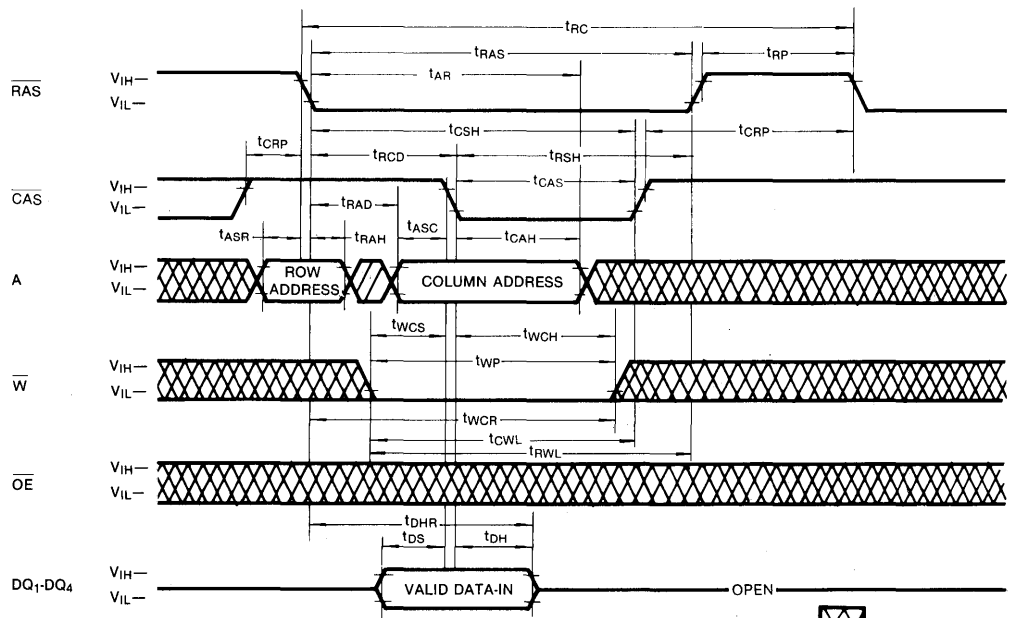 tRC
tRAS
tRP
tAR
RAS
VIH—
VIL—
tCSH
tCRP
tCRP
tRCD
tRSH
CAS
VIH—
VIL—
tCAS
tRAD
tASC
tASR
tRAH
tCAH
A
VIH—
VIL—
ROW
ADDRESS
COLUMN ADDRESS
tWCS
tWCH
tWP
W
VIH—
VIL—
tWCR
tCWL
tRWL
OE
VIH—
VIL—
tDHR
tDS
tDH
DQ1-DQ4
VIH—
VIL—
VALID DATA-IN
OPEN